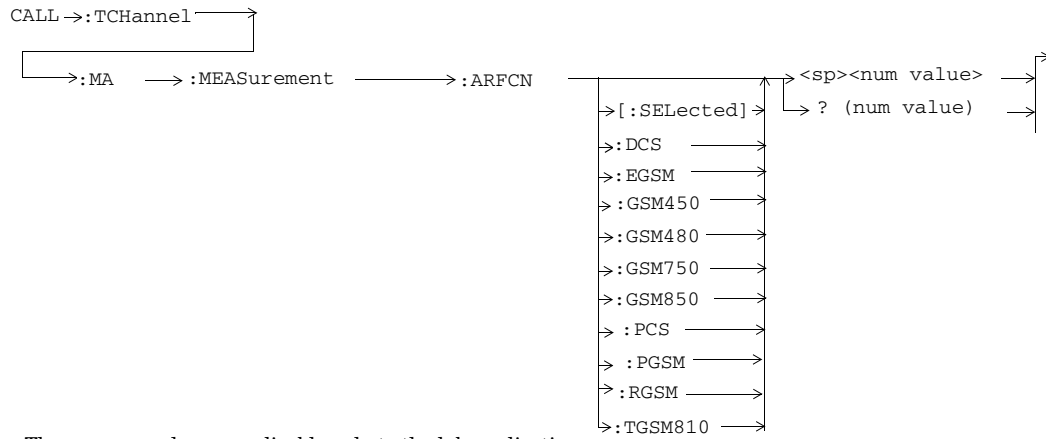 CALL :TCHannel
:MA :MEASurement :ARFCN <sp><num value>
? (num value)
[:SELected]
:DCS
:EGSM
:GSM450
:GSM480
:GSM750
:GSM850
:PCS
:PGSM
:RGSM
:TGSM810